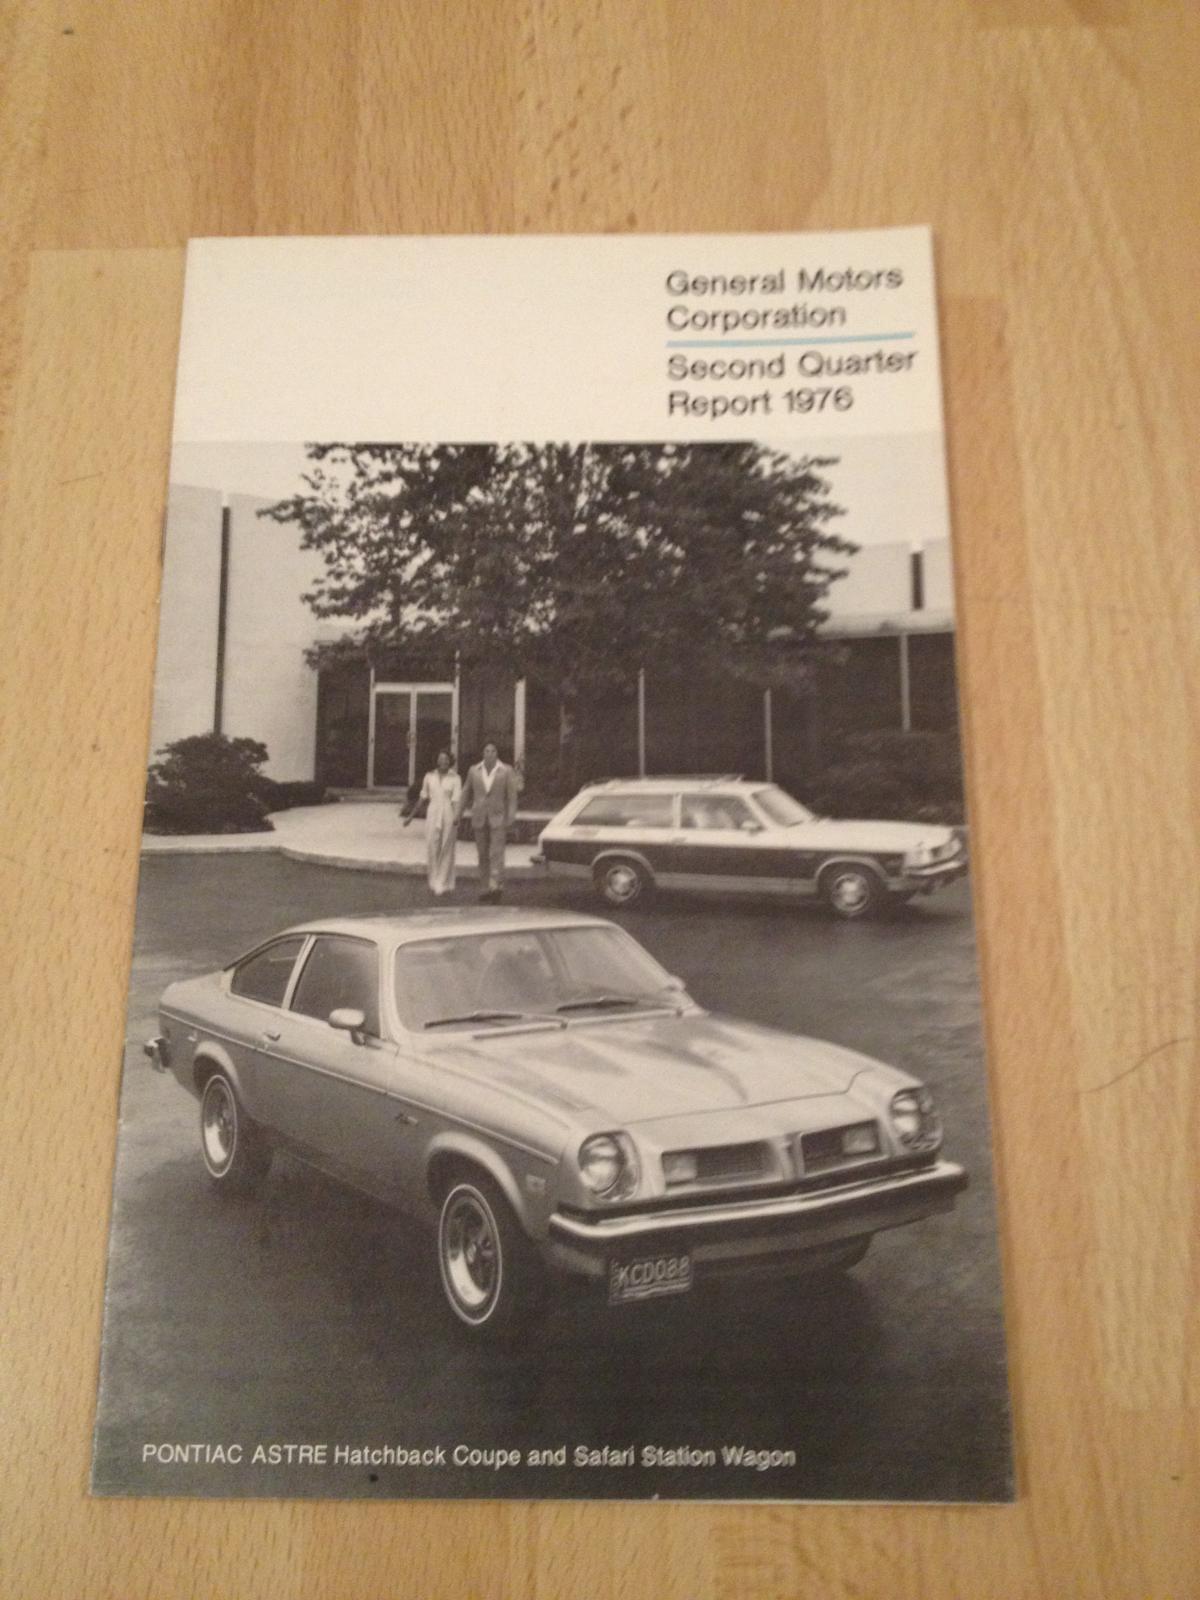 General Motors
Corporation
Second Quarter
Report 1976
KCD088
PONTIAC ASTRE Hatchback Coupe and Safari Station Wagon